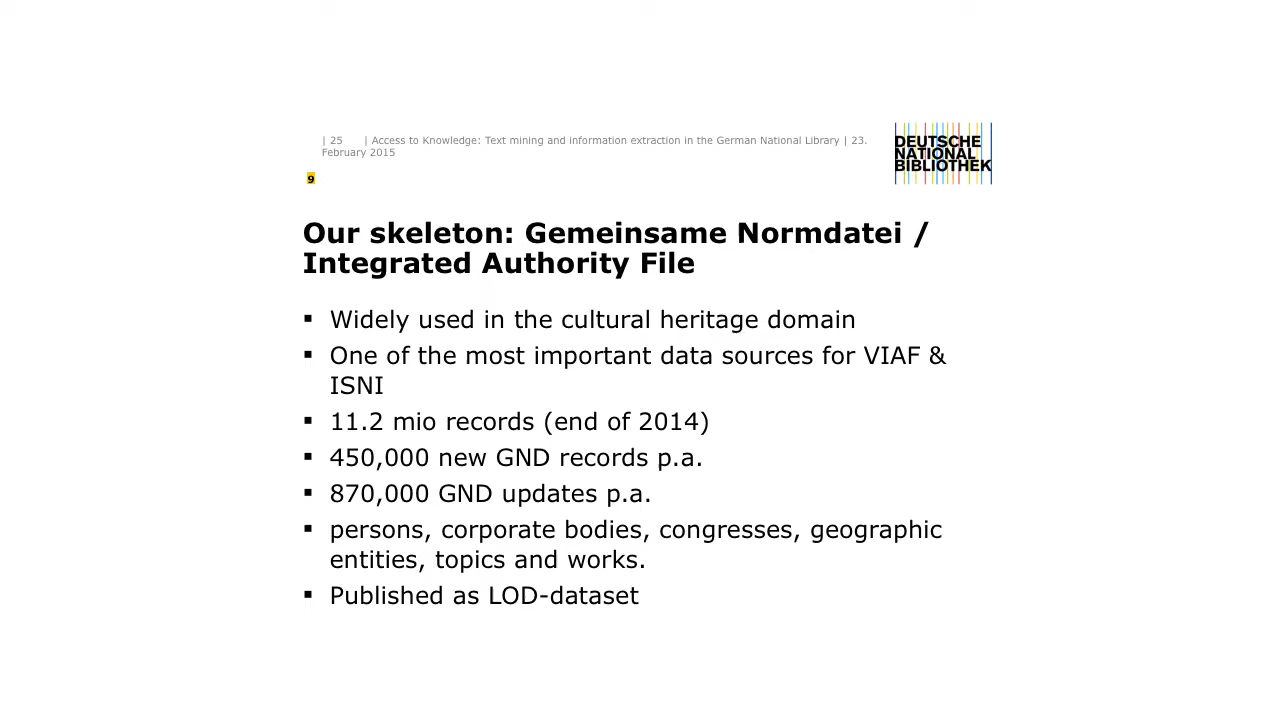 | 25 | Access to Knowledge: Text mining and information extraction in the German National Library | 23.
February 2015
DEUTSCHE
NATIONAL
BIBLIOTHEK
9
Our skeleton: Gemeinsame Normdatei /
Integrated Authority File
▪ Widely used in the cultural heritage domain
▪ One of the most important data sources for VIAF &
ISNI
▪ 11.2 mio records (end of 2014)
▪ 450,000 new GND records p.a.
▪ 870,000 GND updates p.a.
▪ persons, corporate bodies, congresses, geographic
entities, topics and works.
▪ Published as LOD-dataset